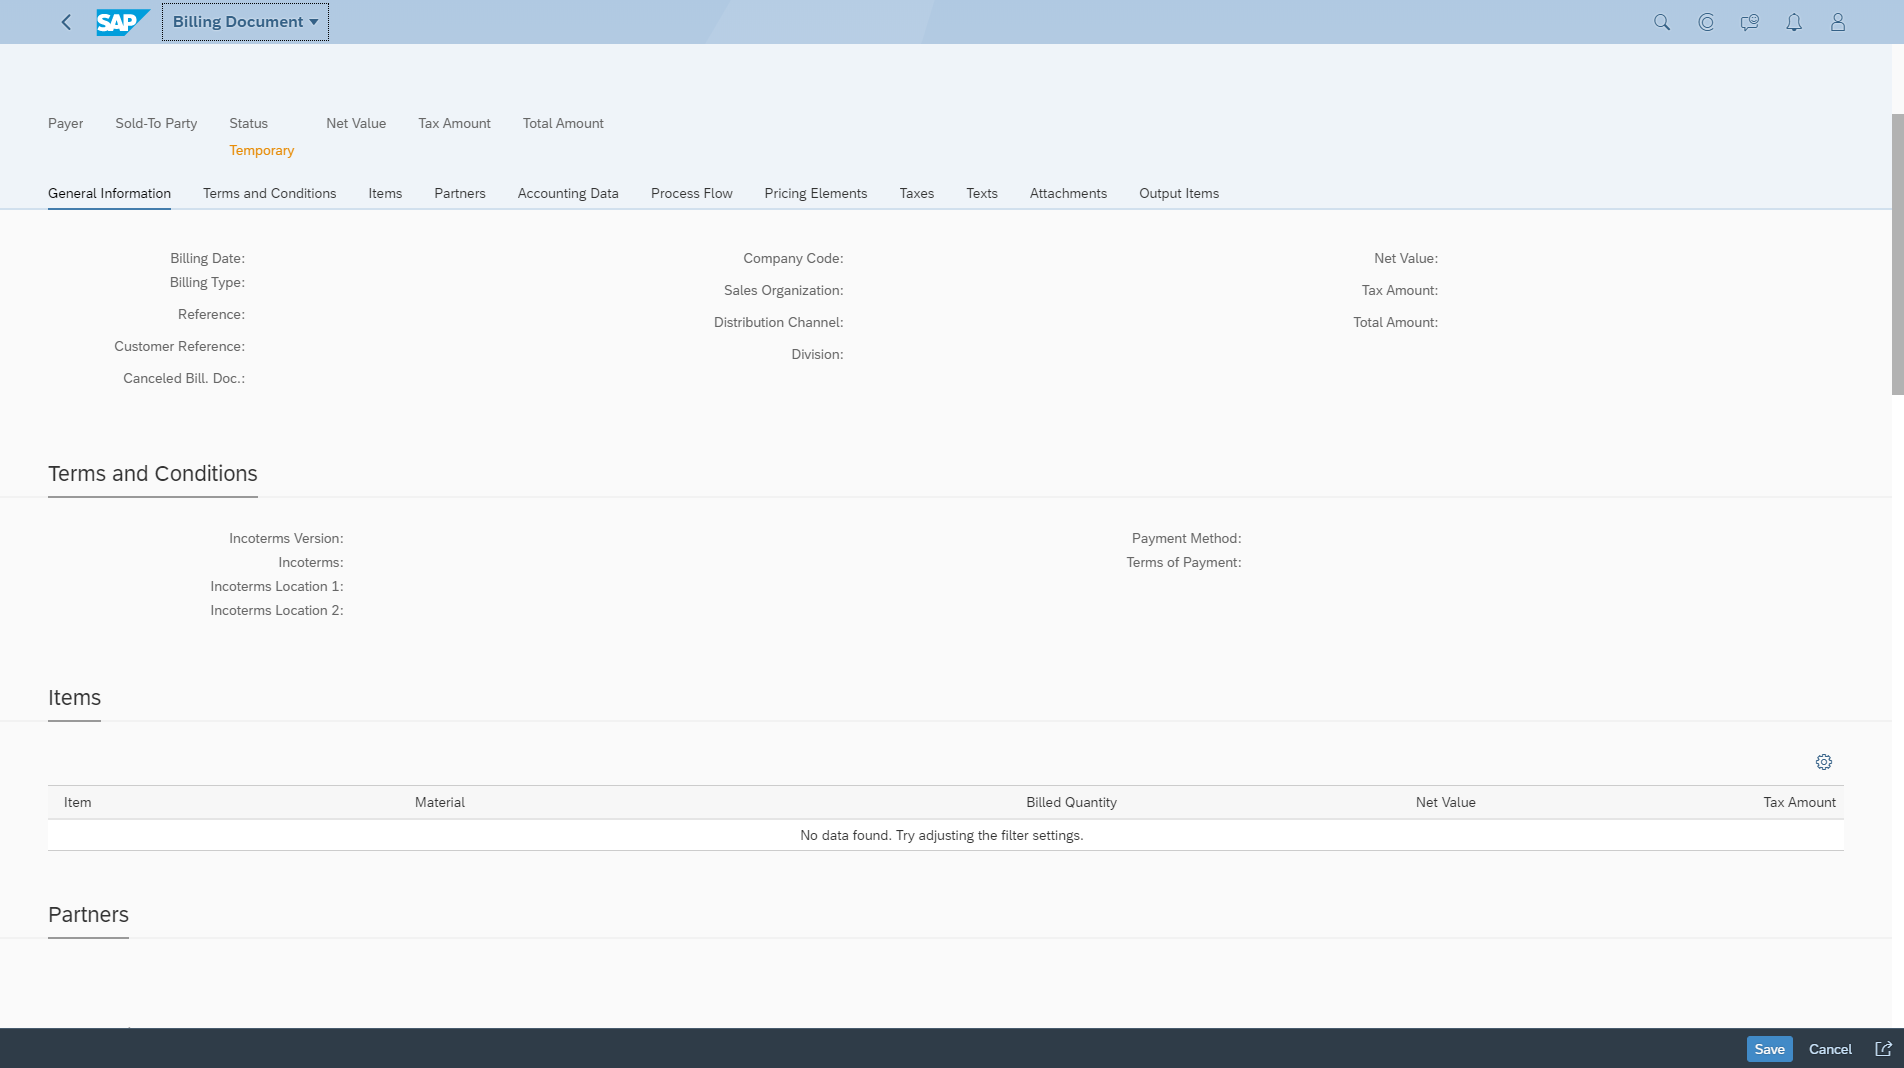 SAP Billing Document
Payer Sold-To Party Status Net Value Tax Amount Total Amount
Temporary
General Information Terms and Conditions Items Partners Accounting Data Process Flow Pricing Elements Taxes Texts Attachments Output Items
Billing Date: Company Code: Net Value:
Billing Type:
Sales Organization: Tax Amount:
Reference:
Distribution Channel: Total Amount:
Customer Reference:
Division:
Canceled Bill. Doc.:
Terms and Conditions
Incoterms Version: Payment Method:
Incoterms: Terms of Payment:
Incoterms Location 1:
Incoterms Location 2:
Items
Item Material Billed Quantity Net Value Tax Amount
No data found. Try adjusting the filter settings.
Partners
Save Cancel